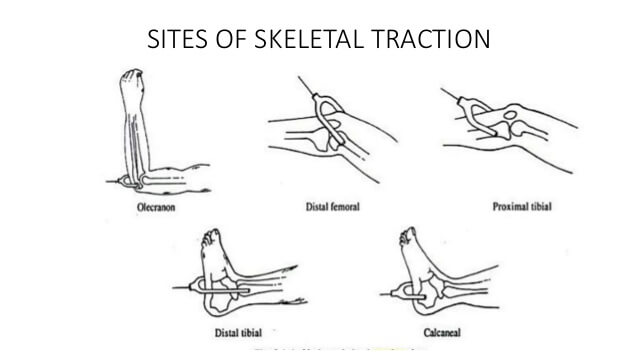 SITES OF SKELETAL TRACTION
Olecranon
Distal femoral
Proximal tibial
Distal tibial
Calcaneal